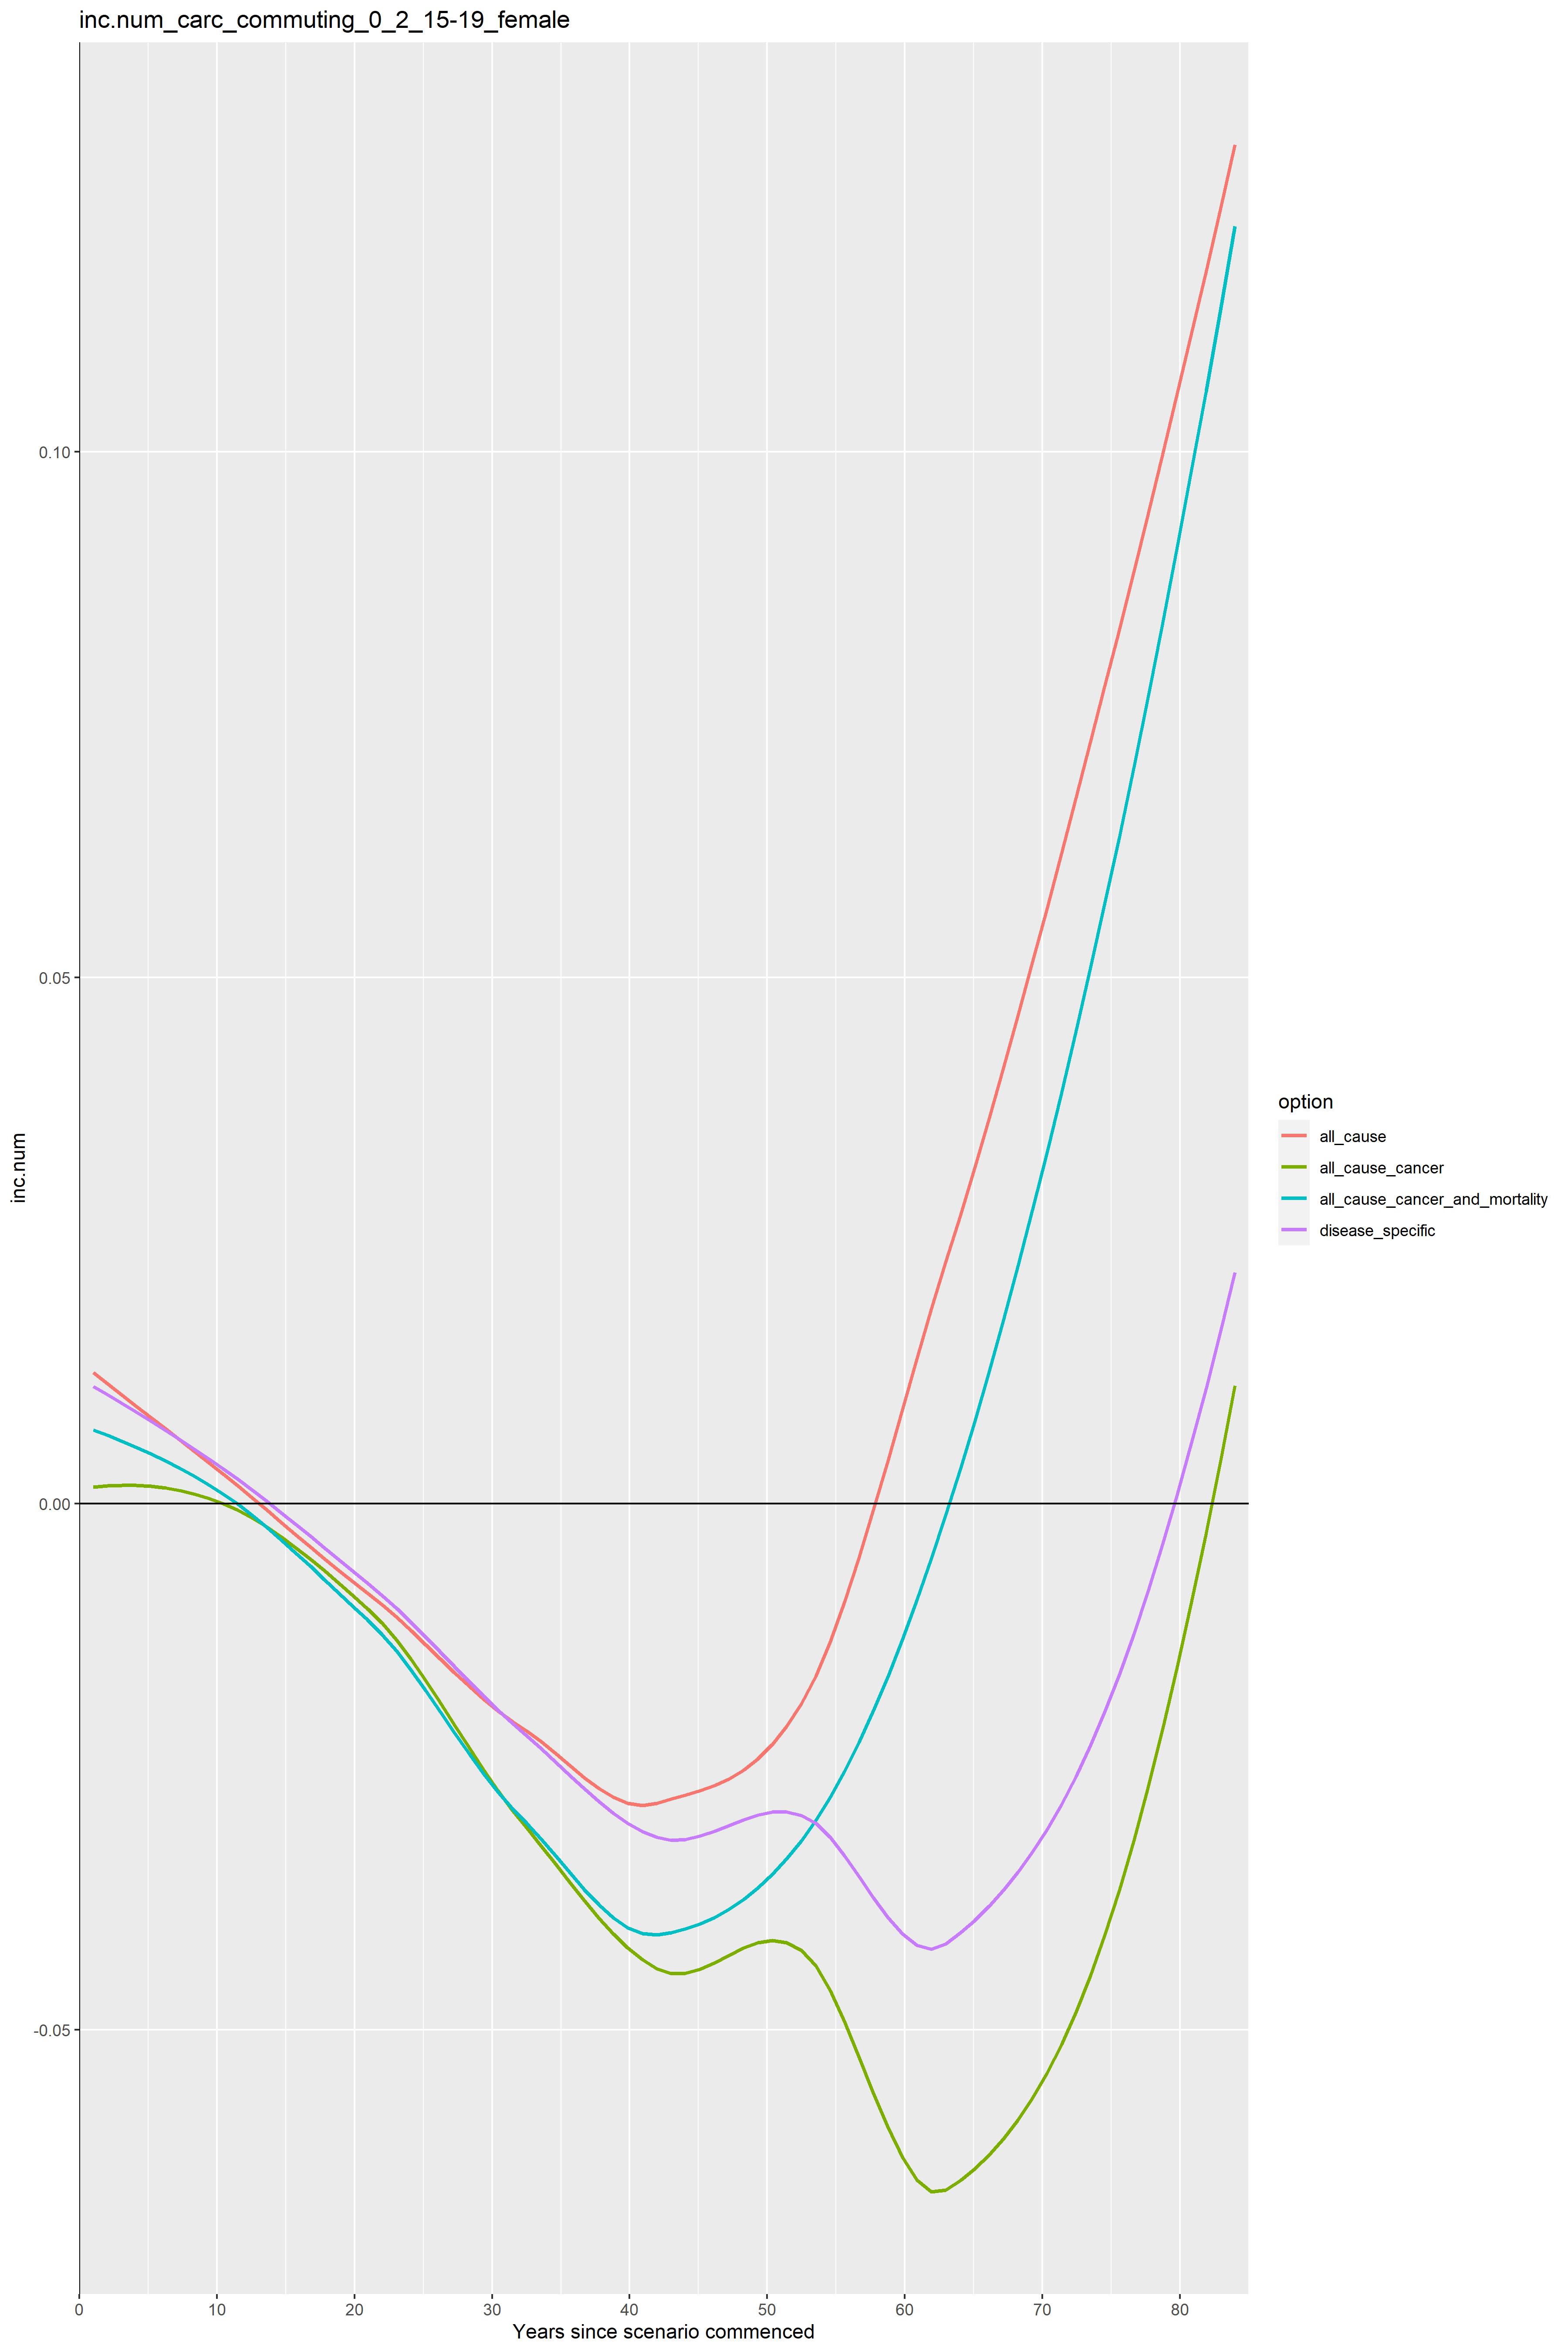 inc.num_carc_commuting_0_2_15-19_female
0.10
0.05
0.00
-0.05
inc.num
0 10 20 30 40 50 60 70 80
Years since scenario commenced
option
all_cause
all_cause_cancer
all_cause_cancer_and_mortality
disease_specific